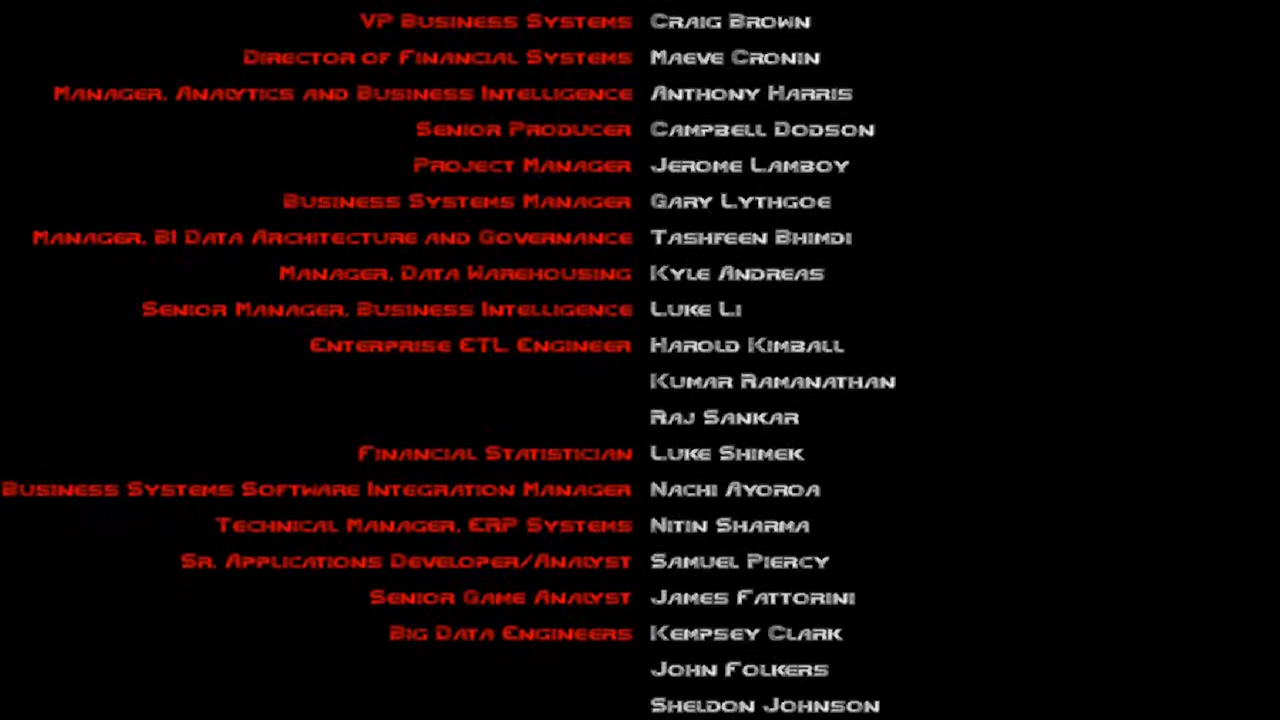 VP Business Systems Craig Brown
Director of Financial Systems Maeve Cronin
Manager, Analytics and Business Intelligence Anthony Harris
Senior Producer Campbell Dodson
Project Manager Jerome Lamboy
Business Systems Manager Gary Lythgoe
Manager, BI Data Architecture and Governance Tashfeen Bhimdi
Manager, Data Warehousing Kyle Andreas
Senior Manager, Business Intelligence Luke Li
Enterprise ETL Engineer Harold Kimball
Kumar Ramanathan
Raj Sankar
Financial Statistician Luke Shimek
Business Systems Software Integration Manager Nachi Ayoroa
Technical Manager, ERP Systems Nitin Sharma
Sr. Applications Developer/Analyst Samuel Piercy
Senior Game Analyst James Fattorini
Big Data Engineers Kempsey Clark
John Folkers
Sheldon Johnson